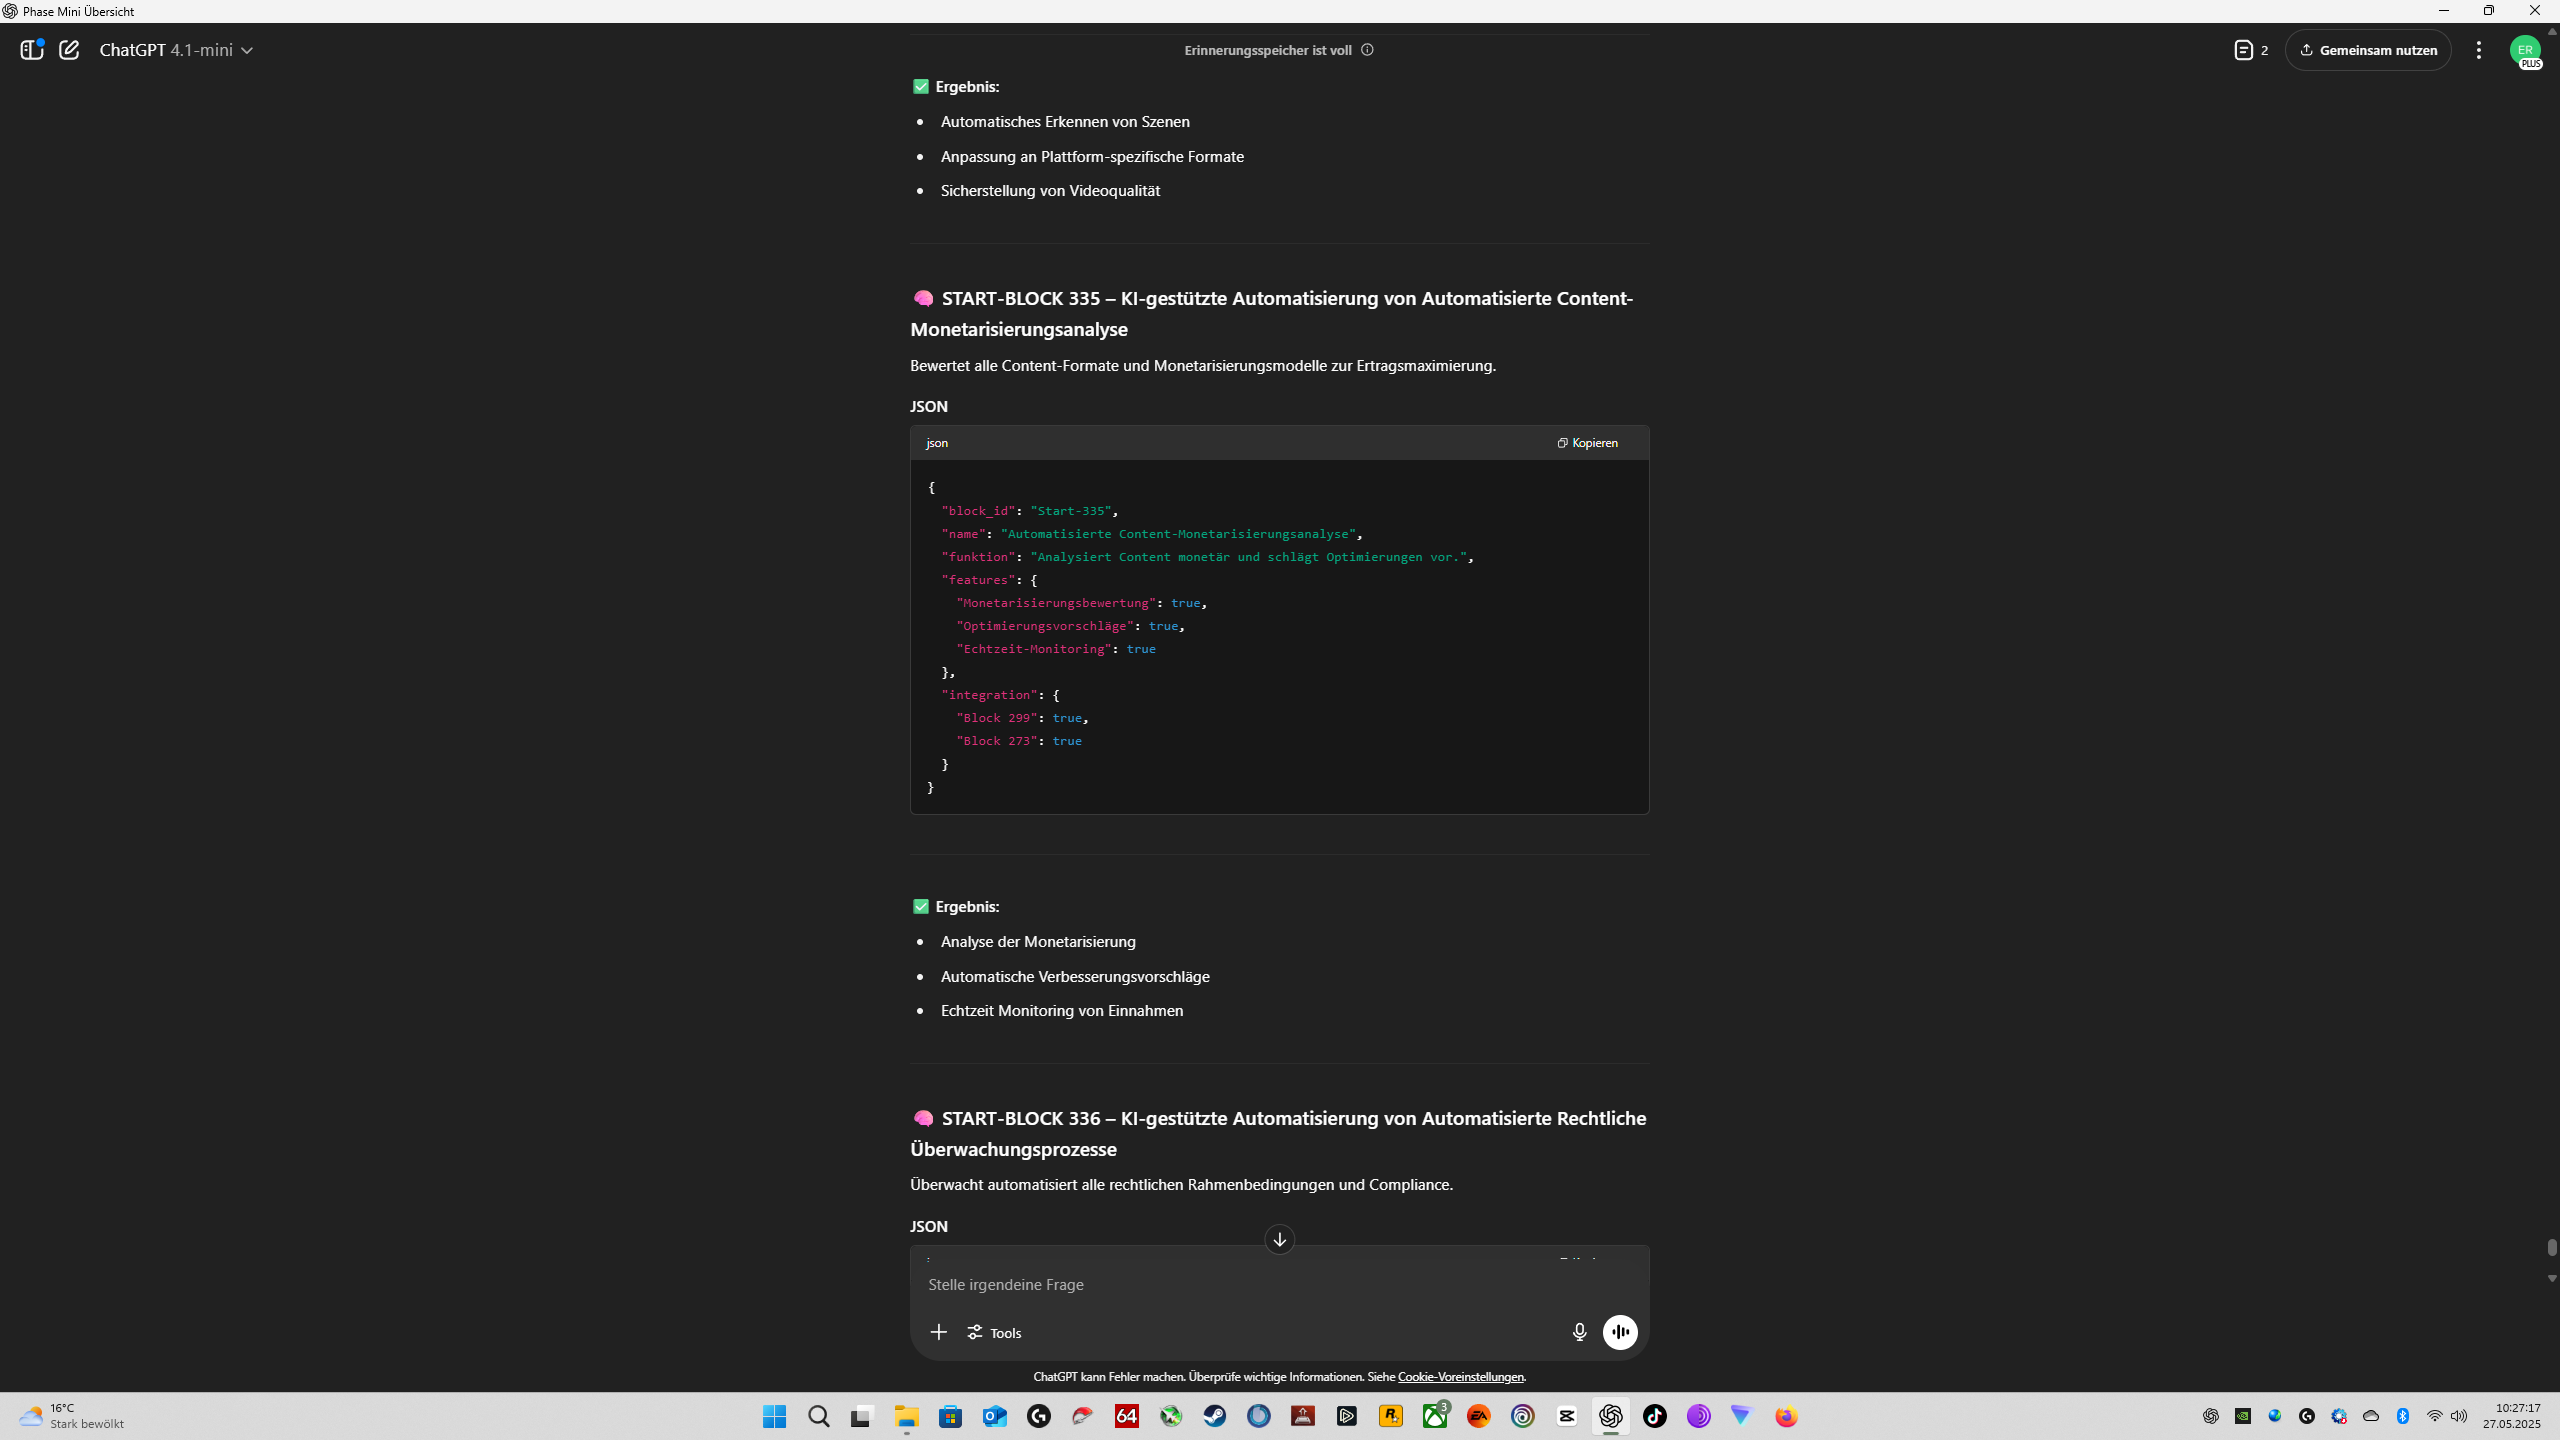 Phase Mini Übersicht
ChatGPT 4.1-mini
Erinnerungsspeicher ist voll
2
Gemeinsam nutzen
ER
PLUS
✅ Ergebnis:
• Automatisches Erkennen von Szenen
• Anpassung an Plattform-spezifische Formate
• Sicherstellung von Videoqualität
🧠 START-BLOCK 335 – KI-gestützte Automatisierung von Automatisierte Content-
Monetarisierungsanalyse
Bewertet alle Content-Formate und Monetarisierungsmodelle zur Ertragsmaximierung.
JSON
json
Kopieren
{
  "block_id": "Start-335",
  "name": "Automatisierte Content-Monetarisierungsanalyse",
  "funktion": "Analysiert Content monetär und schlägt Optimierungen vor.",
  "features": {
    "Monetarisierungsbewertung": true,
    "Optimierungsvorschläge": true,
    "Echtzeit-Monitoring": true
  },
  "integration": {
    "Block 299": true,
    "Block 273": true
  }
}
✅ Ergebnis:
• Analyse der Monetarisierung
• Automatische Verbesserungsvorschläge
• Echtzeit Monitoring von Einnahmen
🧠 START-BLOCK 336 – KI-gestützte Automatisierung von Automatisierte Rechtliche
Überwachungsprozesse
Überwacht automatisiert alle rechtlichen Rahmenbedingungen und Compliance.
JSON
Stelle irgendeine Frage
Tools
ChatGPT kann Fehler machen. Überprüfe wichtige Informationen. Siehe Cookie-Voreinstellungen.
16°C
Stark bewölkt
64
3
EA
10:27:17
27.05.2025